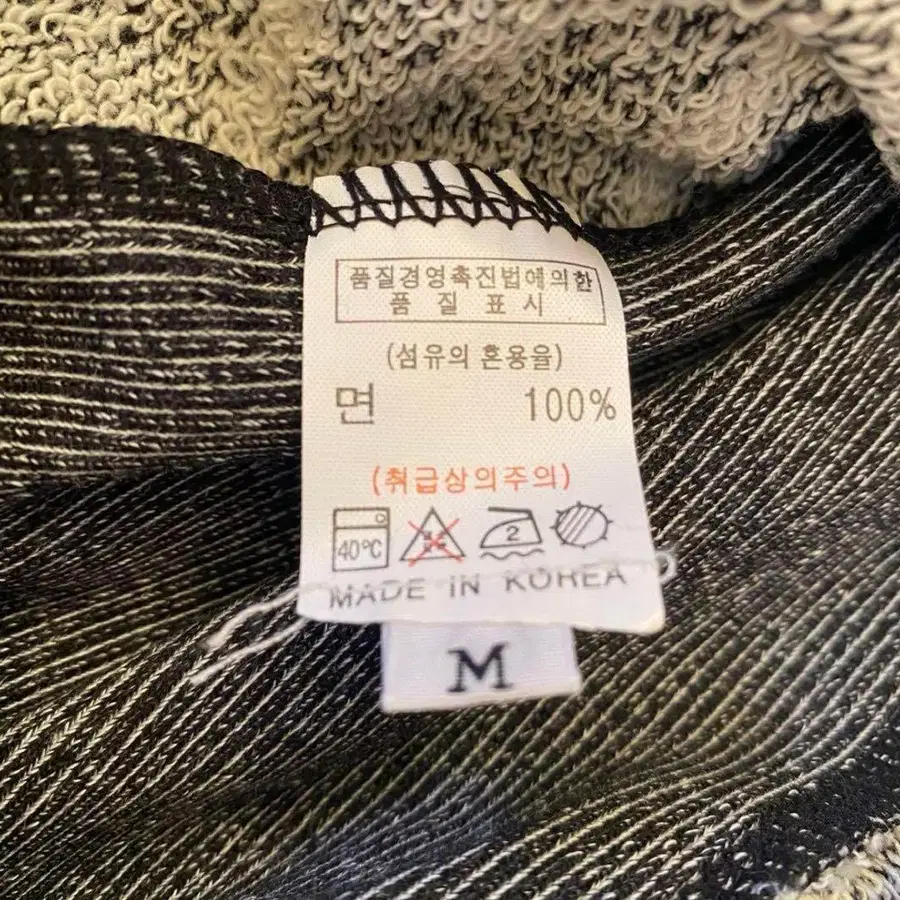 품질경영촉진법에의한
품 질 표 시
(섬유의 혼용율)
면 100%
(취급상의주의)
40℃ 2
MADE IN KOREA
M